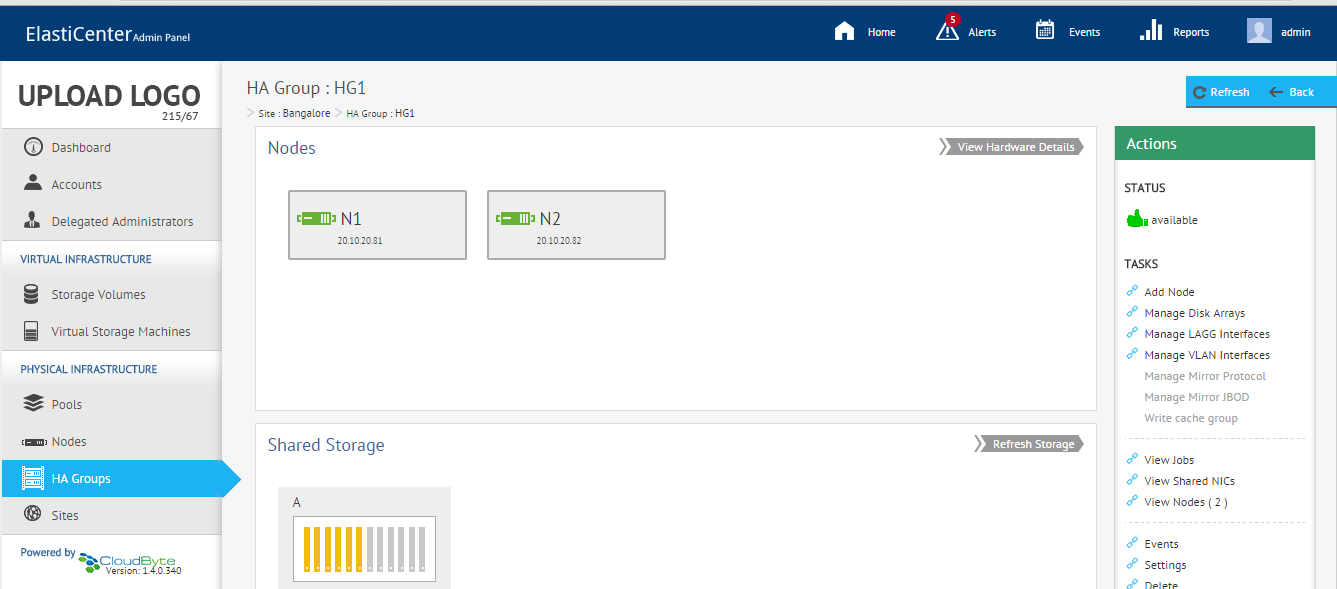 ElastiCenter Admin Panel
Home
5
Alerts
Events
Reports
admin
UPLOAD LOGO
215/67
Dashboard
Accounts
Delegated Administrators
VIRTUAL INFRASTRUCTURE
Storage Volumes
Virtual Storage Machines
PHYSICAL INFRASTRUCTURE
Pools
Nodes
HA Groups
Sites
Powered by
CloudByte
Version: 1.4.0.340
HA Group : HG1
> Site : Bangalore > HA Group : HG1
Refresh
Back
Nodes
View Hardware Details
N1
20.10.20.81
N2
20.10.20.82
Shared Storage
Refresh Storage
A
Actions
STATUS
available
TASKS
Add Node
Manage Disk Arrays
Manage LAGG Interfaces
Manage VLAN Interfaces
Manage Mirror Protocol
Manage Mirror JBOD
Write cache group
View Jobs
View Shared NICs
View Nodes ( 2 )
Events
Settings
Delete